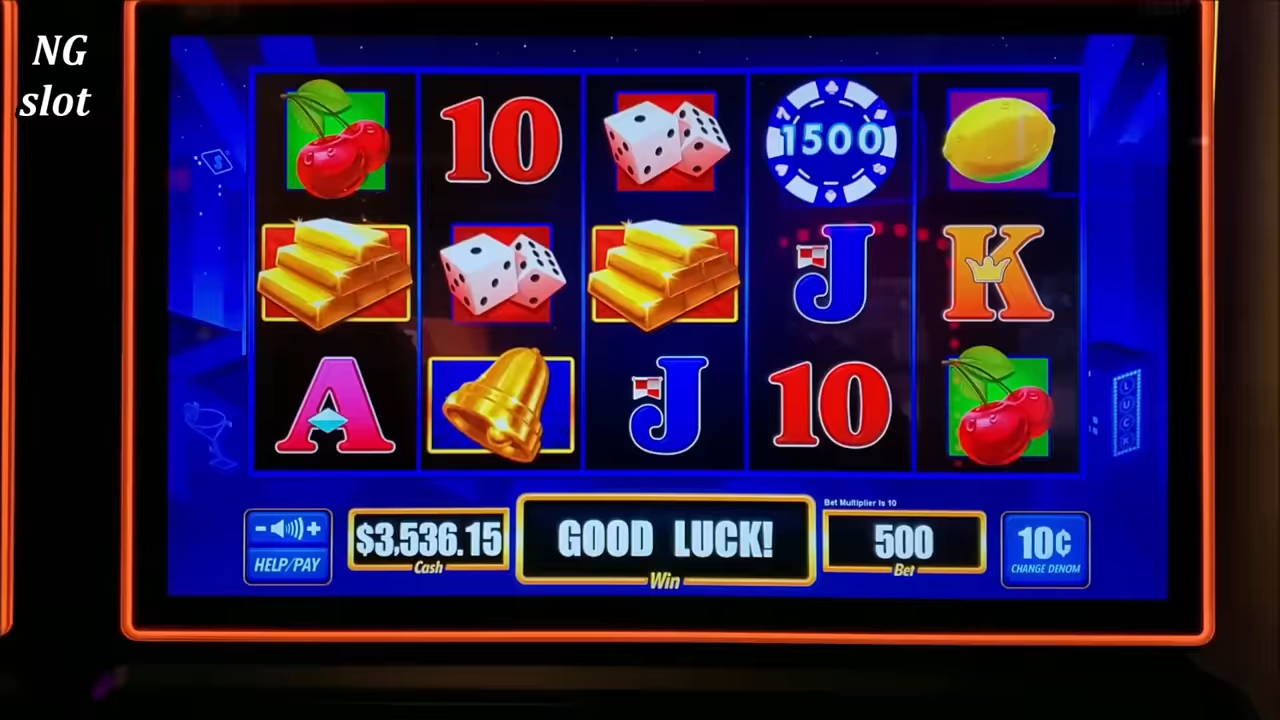 NG
slot
10
1500
J
K
A
J
10
Bet Multiplier Is 10
- +
HELP/PAY
$3,536.15
Cash
GOOD LUCK!
Win
500
Bet
10¢
CHANGE DENOM
LUCK